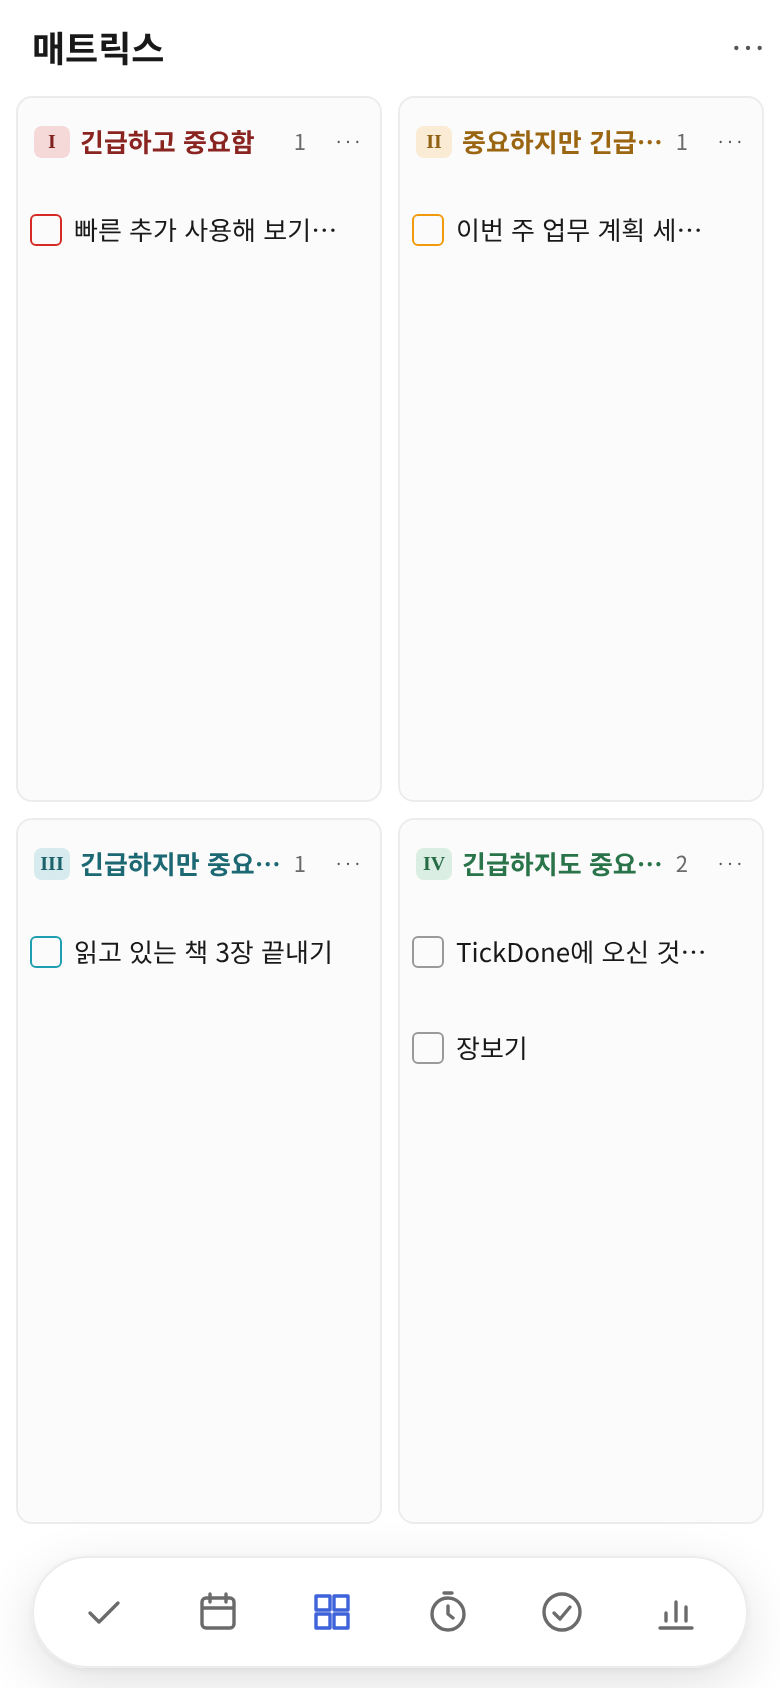 매트릭스
I 긴급하고 중요함 1
빠른 추가 사용해 보기…
II 중요하지만 긴급… 1
이번 주 업무 계획 세…
III 긴급하지만 중요… 1
읽고 있는 책 3장 끝내기
IV 긴급하지도 중요… 2
TickDone에 오신 것…
장보기